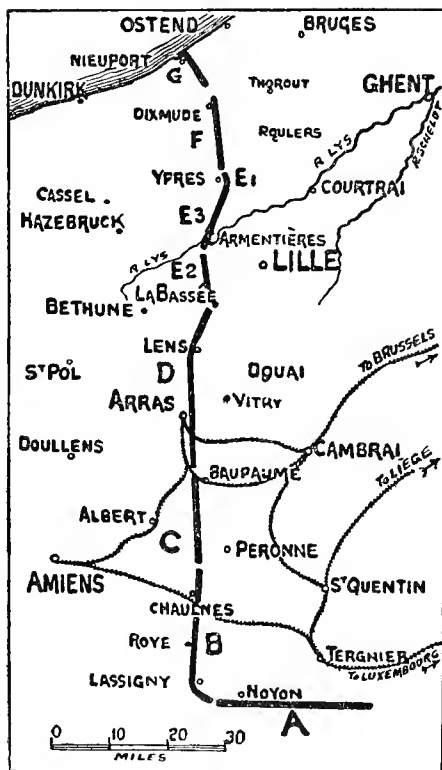 OSTEND
BRUGES
NIEUPORT
G
THOROUT
GHENT
DUNKIRK
DIXMUDE
F
ROULERS
R LYS
R SCHELDT
YPRES
E1
COURTRAI
CASSEL
HAZEBRUCK
E3
ARMENTIÈRES
R LYS
E2
LILLE
LA BASSÉE
BETHUNE
LENS
ST POL
D
DOUAI
TO BRUSSELS
VITRY
ARRAS
DOULLENS
CAMBRAI
TO LIÈGE
BAUPAUME
ALBERT
C
PERONNE
AMIENS
ST QUENTIN
CHAULNES
ROYE
B
TERGNIER
TO LUXEMBOURG
LASSIGNY
NOYON
A
0 10 20 30
MILES